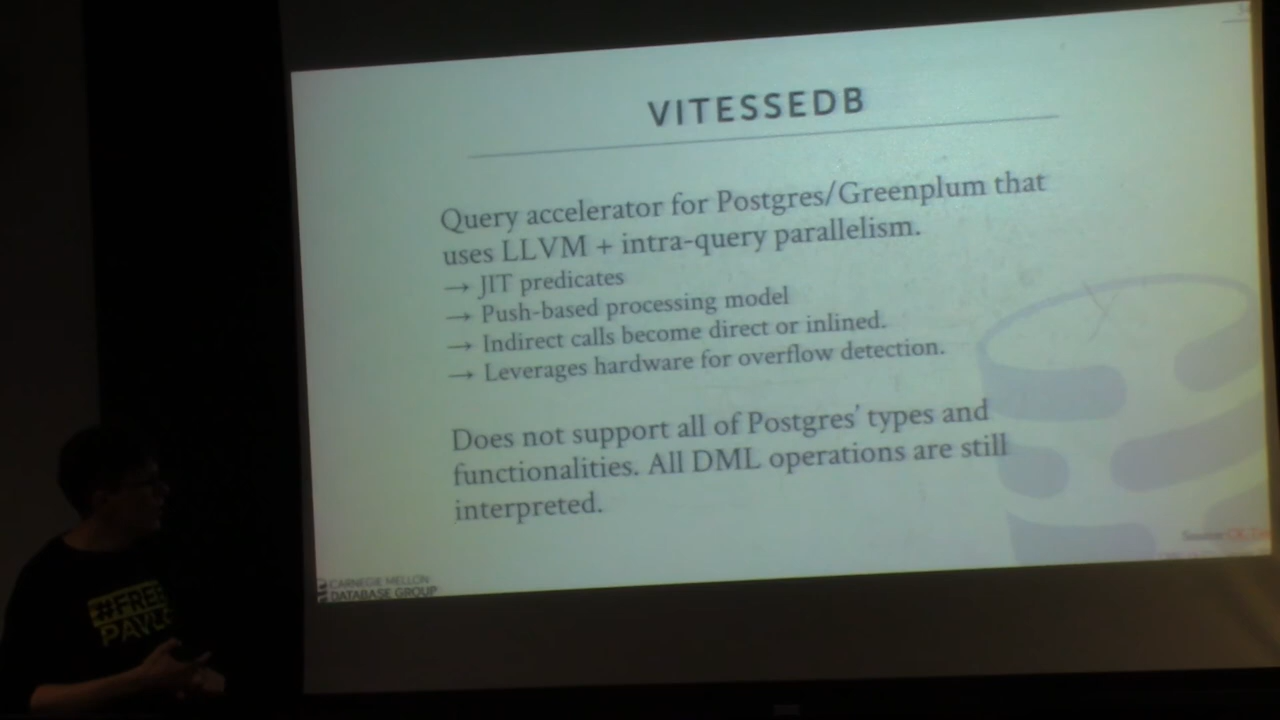 VITESSEDB
Query accelerator for Postgres/Greenplum that
uses LLVM + intra-query parallelism.
→ JIT predicates
→ Push-based processing model
→ Indirect calls become direct or inlined.
→ Leverages hardware for overflow detection.
Does not support all of Postgres' types and
functionalities. All DML operations are still
interpreted.
Source:
CARNEGIE MELLON
DATABASE GROUP
#FREE
PAVLO